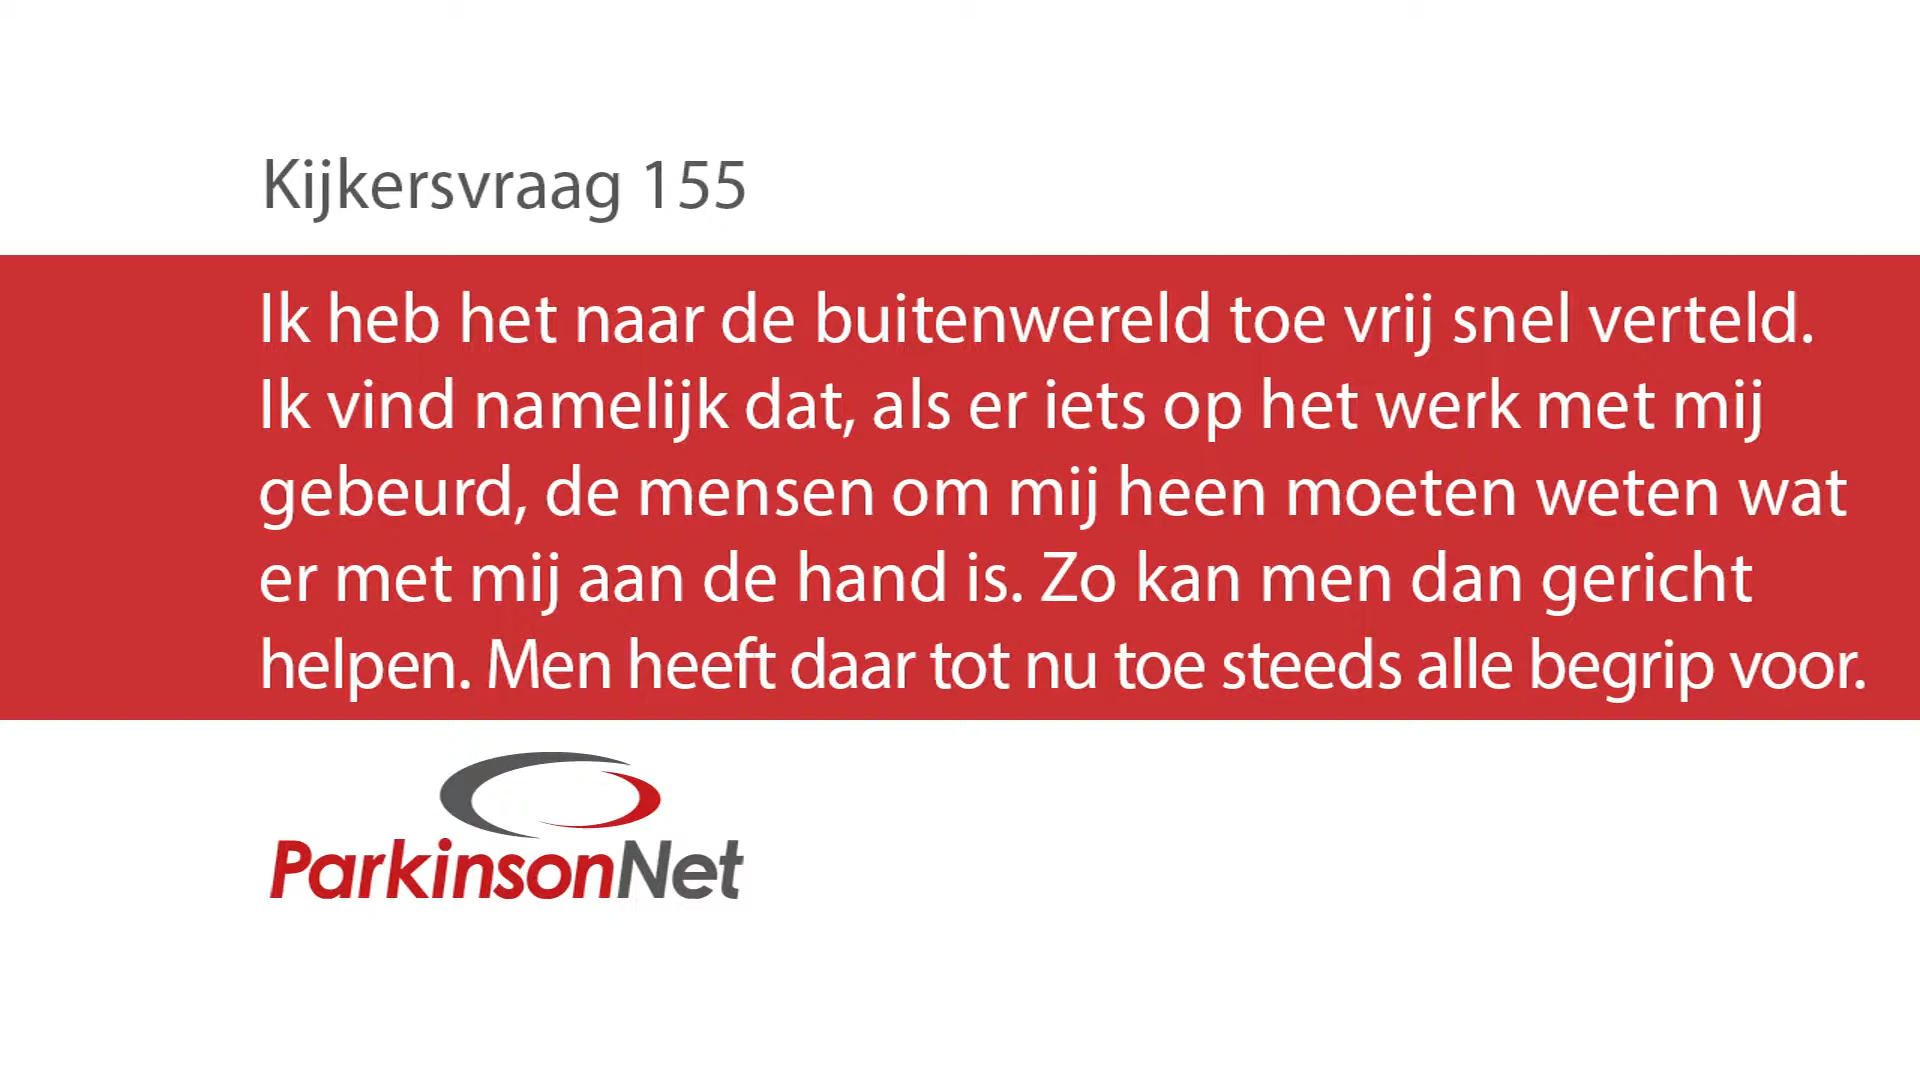 Kijkersvraag 155
Ik heb het naar de buitenwereld toe vrij snel verteld.
Ik vind namelijk dat, als er iets op het werk met mij
gebeurd, de mensen om mij heen moeten weten wat
er met mij aan de hand is. Zo kan men dan gericht
helpen. Men heeft daar tot nu toe steeds alle begrip voor.
ParkinsonNet